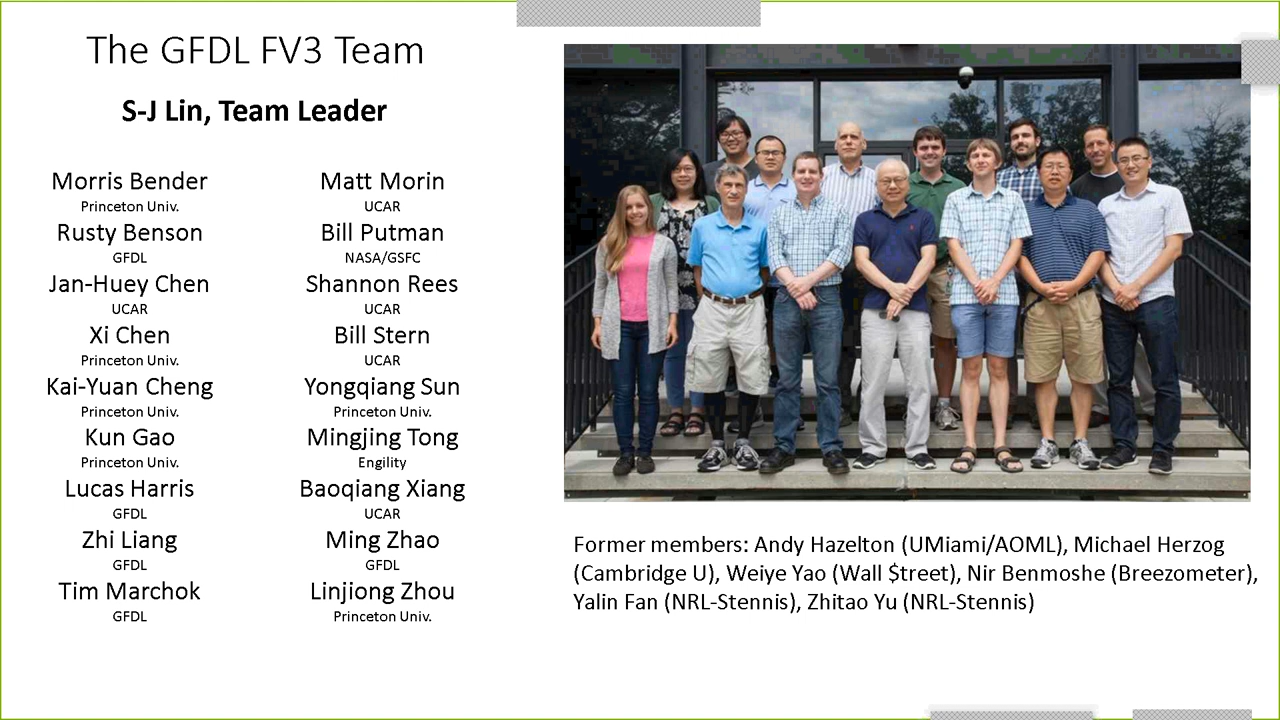 The GFDL FV3 Team
S-J Lin, Team Leader
Morris Bender
Princeton Univ.
Rusty Benson
GFDL
Jan-Huey Chen
UCAR
Xi Chen
Princeton Univ.
Kai-Yuan Cheng
Princeton Univ.
Kun Gao
Princeton Univ.
Lucas Harris
GFDL
Zhi Liang
GFDL
Tim Marchok
GFDL
Matt Morin
UCAR
Bill Putman
NASA/GSFC
Shannon Rees
UCAR
Bill Stern
UCAR
Yongqiang Sun
Princeton Univ.
Mingjing Tong
Engility
Baoqiang Xiang
UCAR
Ming Zhao
GFDL
Linjiong Zhou
Princeton Univ.
Former members: Andy Hazelton (UMiami/AOML), Michael Herzog
(Cambridge U), Weiye Yao (Wall $treet), Nir Benmoshe (Breezometer),
Yalin Fan (NRL-Stennis), Zhitao Yu (NRL-Stennis)